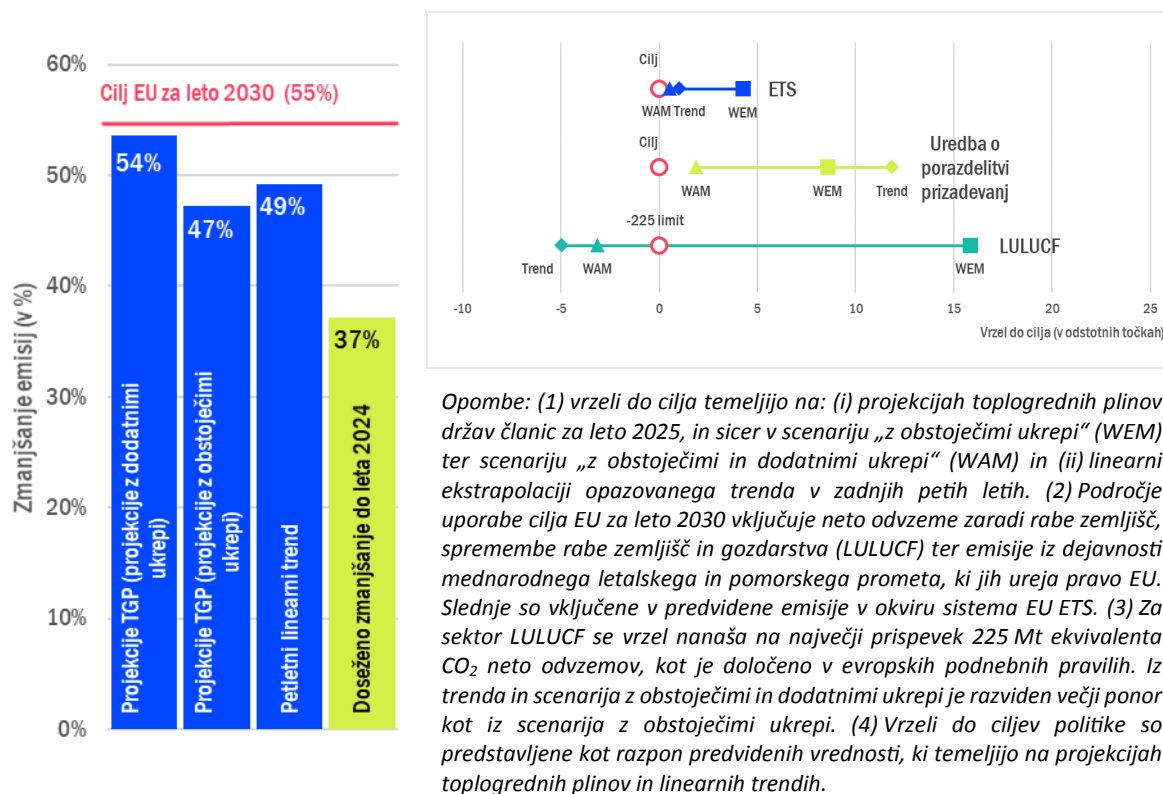 Zmanjšanje emisij (v %)
60%
50%
40%
30%
20%
10%
0%
Cilj EU za leto 2030 (55%)
54%
47%
49%
37%
Projekcije TGP (projekcije z dodatnimi
ukrepi)
Projekcije TGP (projekcije z obstoječimi
ukrepi)
Petletni linearni trend
Doseženo zmanjšanje do leta 2024
Cilj
ETS
WAM Trend WEM
Cilj
Uredba o
porazdelitvi
prizadevanj
WAM WEM Trend
-225 limit
LULUCF
Trend WAM WEM
-10 -5 0 5 10 15 20 25
Vrzel do cilja (v odstotnih točkah)
Opombe: (1) vrzeli do cilja temeljijo na: (i) projekcijah toplogrednih plinov
držav članic za leto 2025, in sicer v scenariju „z obstoječimi ukrepi“ (WEM)
ter scenariju „z obstoječimi in dodatnimi ukrepi“ (WAM) in (ii) linearni
ekstrapolaciji opazovanega trenda v zadnjih petih letih. (2) Področje
uporabe cilja EU za leto 2030 vključuje neto odvzeme zaradi rabe zemljišč,
spremembe rabe zemljišč in gozdarstva (LULUCF) ter emisije iz dejavnosti
mednarodnega letalskega in pomorskega prometa, ki jih ureja pravo EU.
Slednje so vključene v predvidene emisije v okviru sistema EU ETS. (3) Za
sektor LULUCF se vrzel nanaša na največji prispevek 225 Mt ekvivalenta
CO₂ neto odvzemov, kot je določeno v evropskih podnebnih pravilih. Iz
trenda in scenarija z obstoječimi in dodatnimi ukrepi je razviden večji ponor
kot iz scenarija z obstoječimi ukrepi. (4) Vrzeli do ciljev politike so
predstavljene kot razpon predvidenih vrednosti, ki temeljijo na projekcijah
toplogrednih plinov in linearnih trendih.